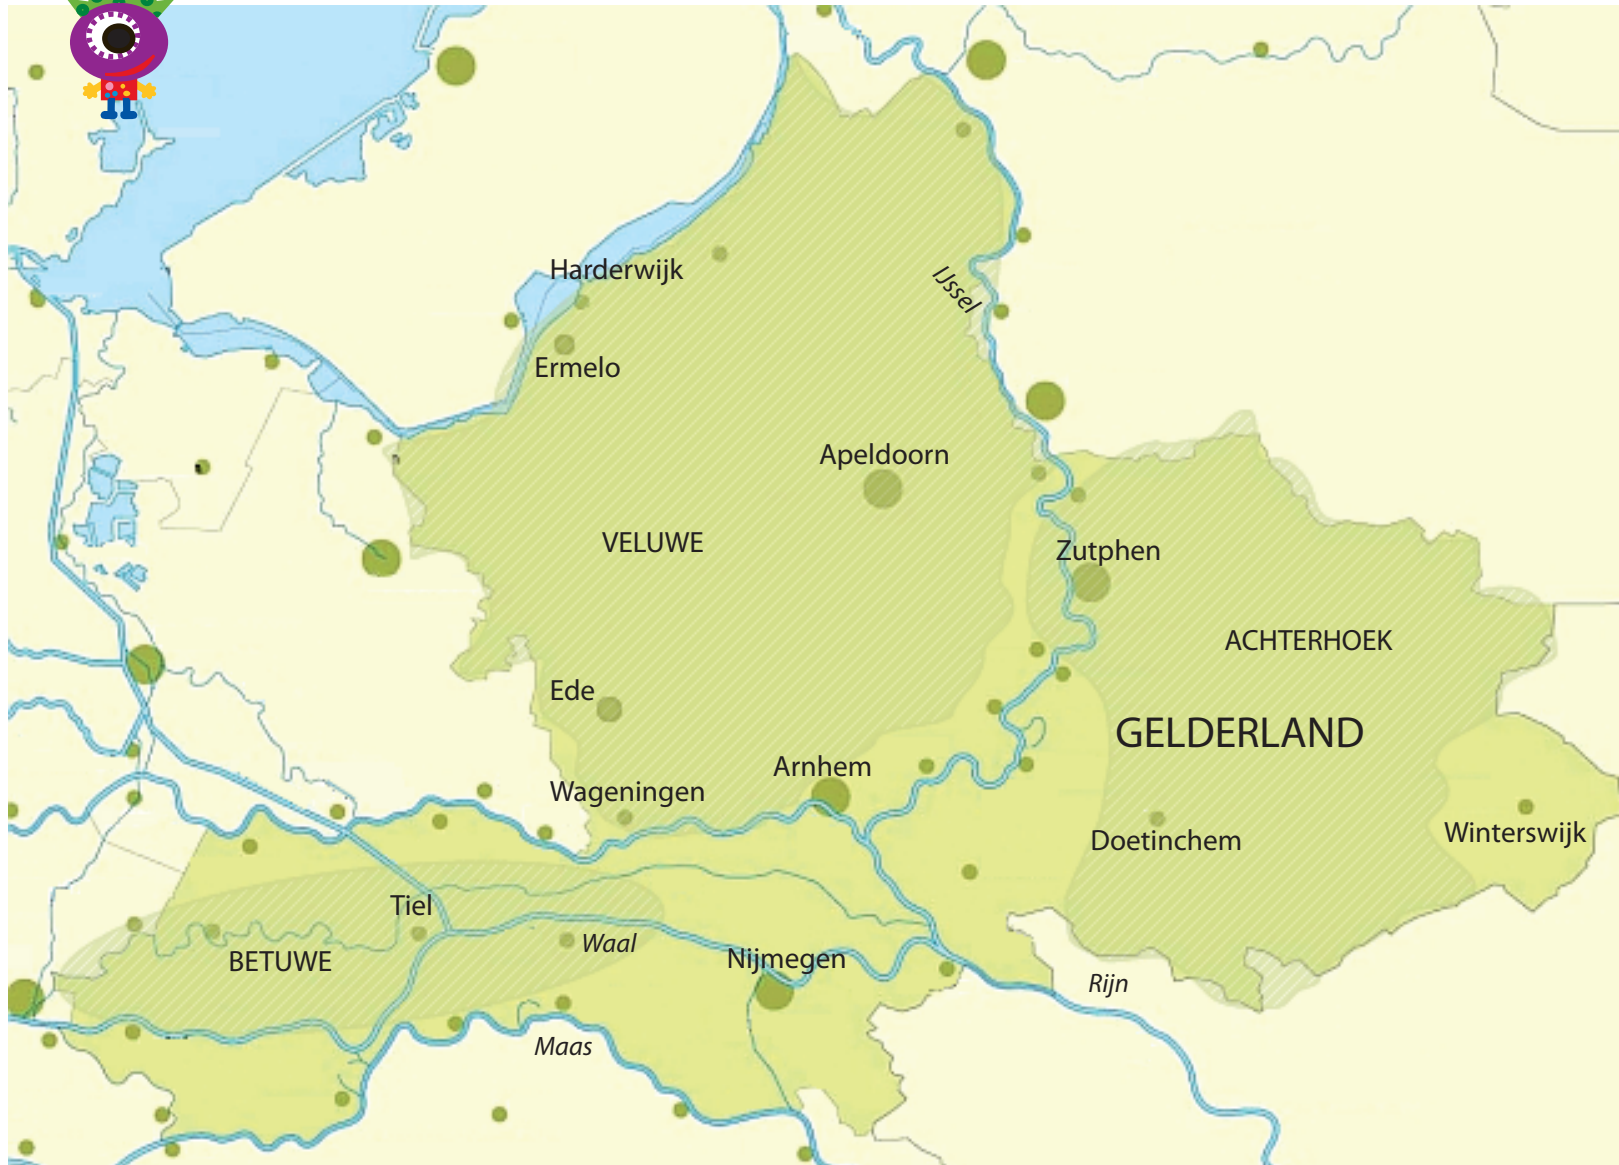 Harderwijk
IJssel
Ermelo
Apeldoorn
VELUWE
Zutphen
ACHTERHOEK
Ede
GELDERLAND
Arnhem
Wageningen
Doetinchem
Winterswijk
Tiel
Waal
BETUWE
Nijmegen
Rijn
Maas